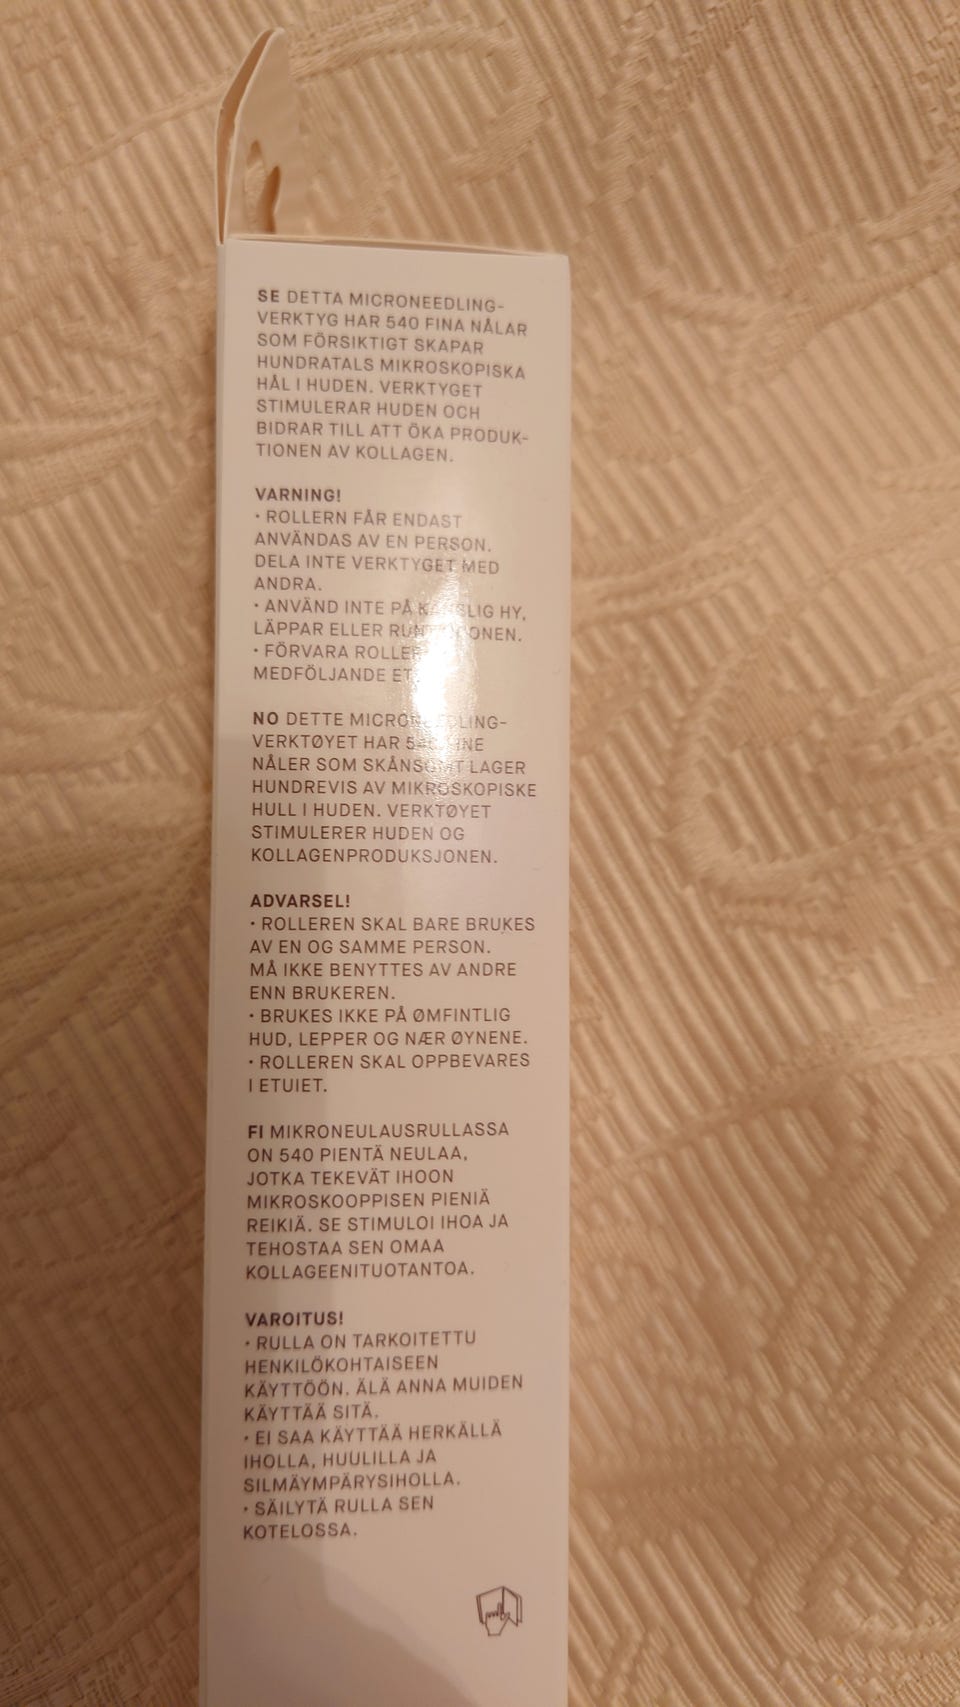 SE DETTA MICRONEEDLING-
VERKTYG HAR 540 FINA NÅLAR
SOM FÖRSIKTIGT SKAPAR
HUNDRATALS MIKROSKOPISKA
HÅL I HUDEN. VERKTYGET
STIMULERAR HUDEN OCH
BIDRAR TILL ATT ÖKA PRODUK-
TIONEN AV KOLLAGEN.
VARNING!
• ROLLERN FÅR ENDAST
ANVÄNDAS AV EN PERSON.
DELA INTE VERKTYGET MED
ANDRA.
• ANVÄND INTE PÅ KÄNSLIG HY,
LÄPPAR ELLER
• FÖRVARA
MEDFÖLJANDE
NO DETTE MICRONEEDLING-
VERKTØYET HAR 540 FINE
NÅLER SOM SKÅNSOMT LAGER
HUNDREVIS AV MIKROSKOPISKE
HULL I HUDEN. VERKTØYET
STIMULERER HUDEN OG
KOLLAGENPRODUKSJONEN.
ADVARSEL!
• ROLLEREN SKAL BARE BRUKES
AV EN OG SAMME PERSON.
MÅ IKKE BENYTTES AV ANDRE
ENN BRUKEREN.
• BRUKES IKKE PÅ ØMFINTLIG
HUD, LEPPER OG NÆR ØYNENE.
• ROLLEREN SKAL OPPBEVARES
I ETUIET.
FI MIKRONEULAUSRULLASSA
ON 540 PIENTÄ NEULAA,
JOTKA TEKEVÄT IHOON
MIKROSKOOPPISEN PIENIÄ
REIKIÄ. SE STIMULOI IHOA JA
TEHOSTAA SEN OMAA
KOLLAGEENITUOTANTOA.
VAROITUS!
• RULLA ON TARKOITETTU
HENKILÖKOHTAISEEN
KÄYTTÖÖN. ÄLÄ ANNA MUIDEN
KÄYTTÄÄ SITÄ.
• EI SAA KÄYTTÄÄ HERKÄLLÄ
IHOLLA, HUULILLA JA
SILMÄYMPÄRYSIHOLLA.
• SÄILYTÄ RULLA SEN
KOTELOSSA.